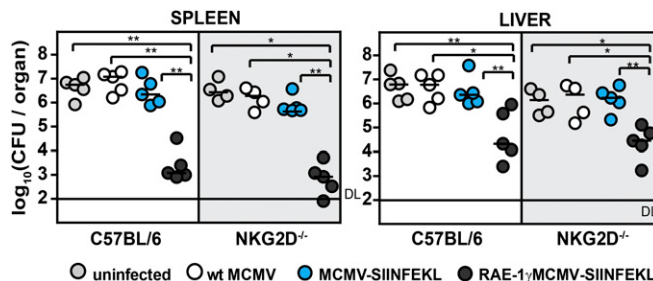 SPLEEN
LIVER
log10(CFU / organ)
8
7
6
5
4
3
2
** ** ** * * **
8
7
6
5
4
3
2
** * ** * * **
DL
DL
C57BL/6 NKG2D-/-
C57BL/6 NKG2D-/-
uninfected wt MCMV MCMV-SIINFEKL RAE-1γMCMV-SIINFEKL